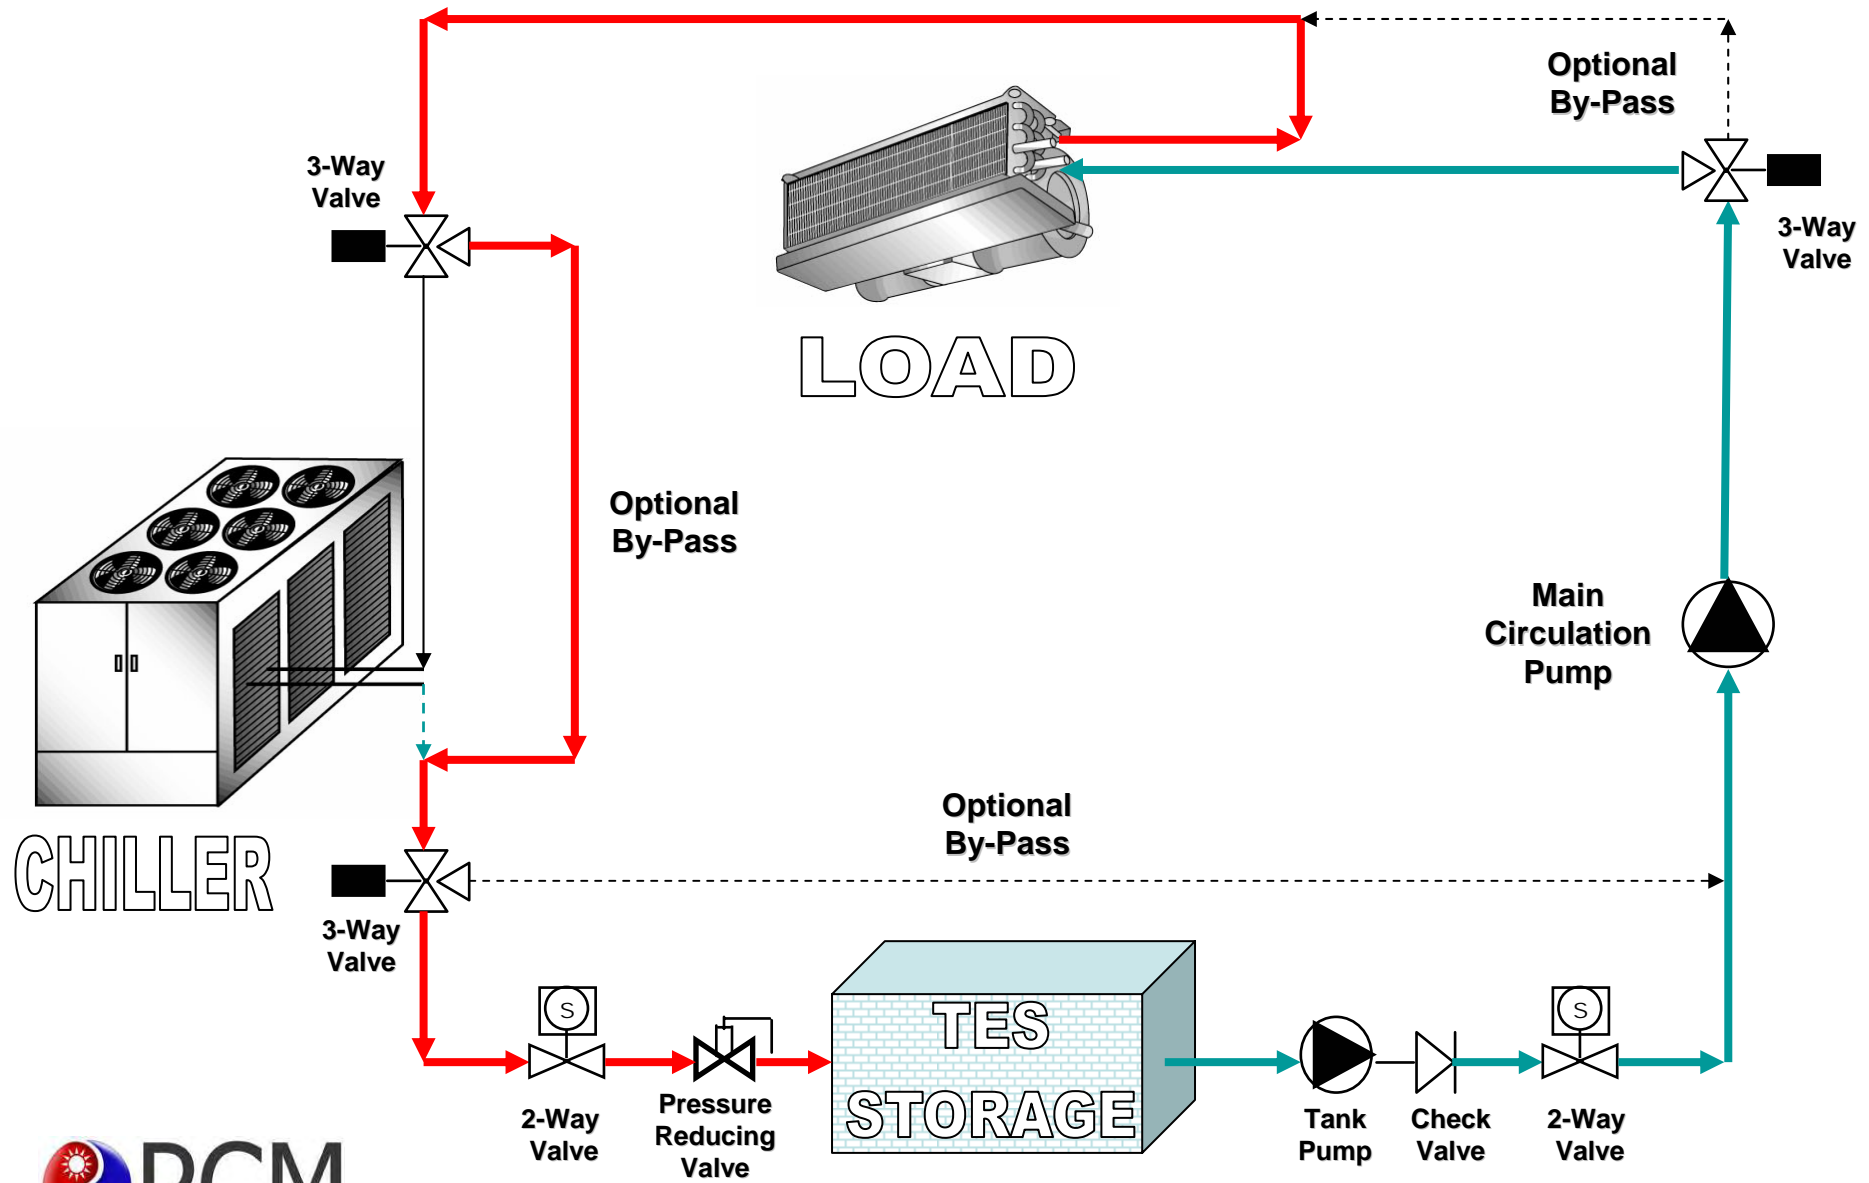 Optional
By-Pass
3-Way
Valve
3-Way
Valve
LOAD
Optional
By-Pass
Main
Circulation
Pump
Optional
By-Pass
CHILLER
3-Way
Valve
S
S
TES
STORAGE
2-Way
Valve
Pressure
Reducing
Valve
Tank
Pump
Check
Valve
2-Way
Valve
PCM